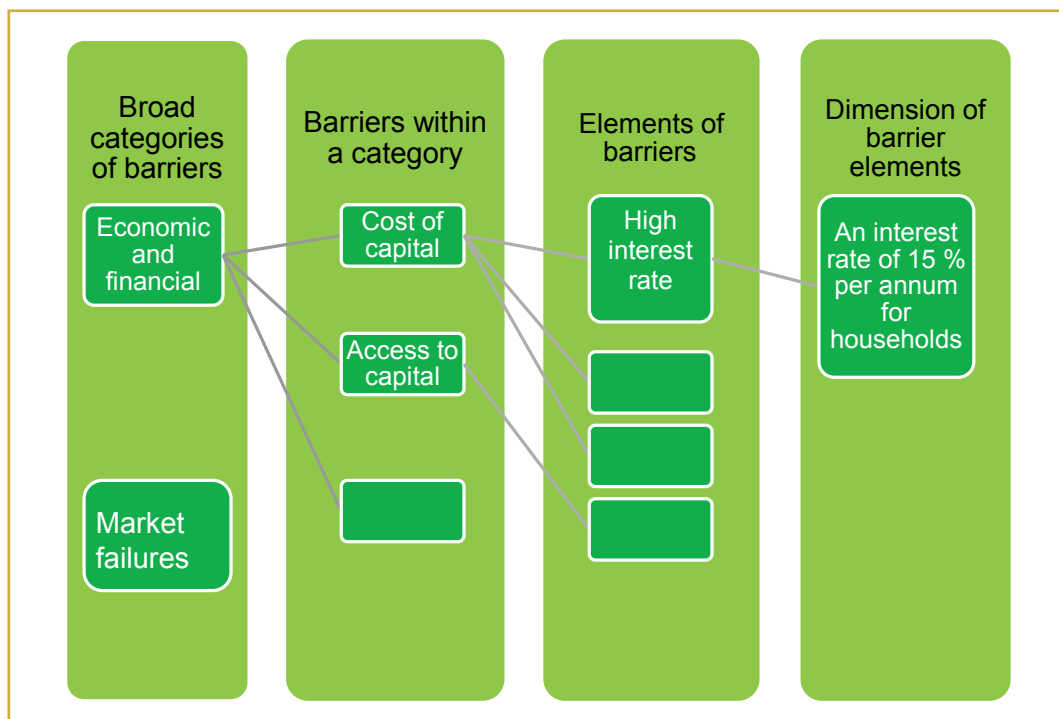 Broad
categories
of barriers
Economic
and
financial
Market
failures
Barriers within
a category
Cost of
capital
Access to
capital
Elements of
barriers
High
interest
rate
Dimension of
barrier
elements
An interest
rate of 15 %
per annum
for
households